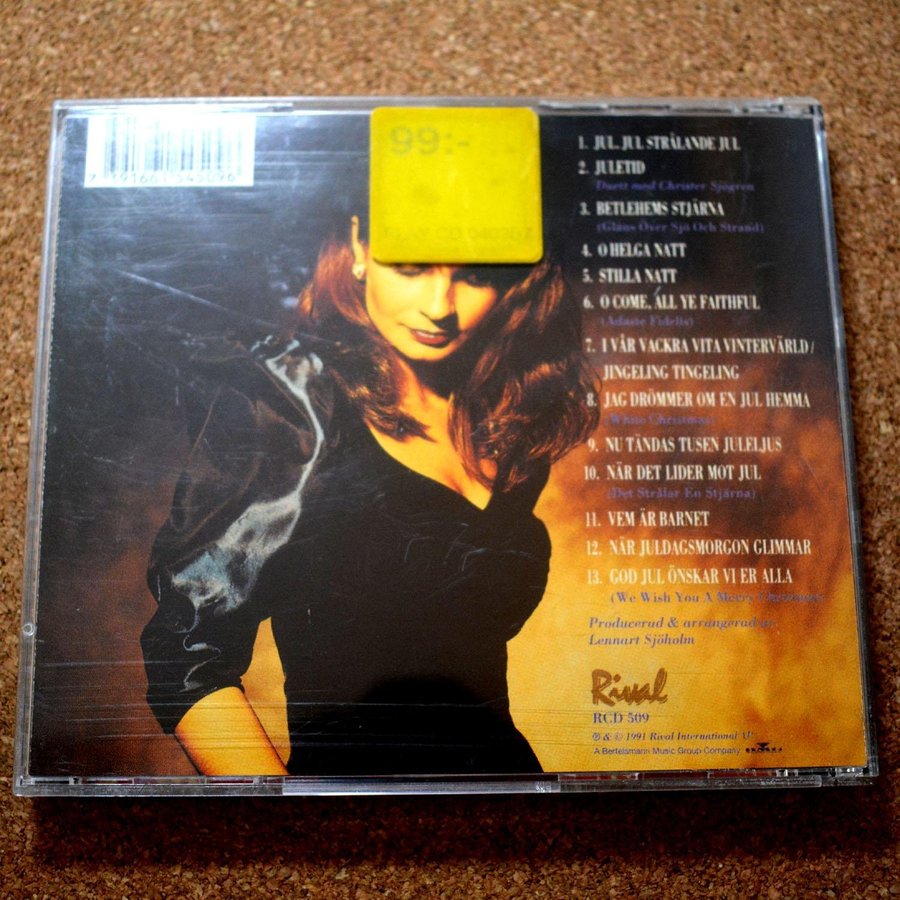 99:-
1. JUL, JUL STRÅLANDE JUL
2. JULETID
Duett med Christer Sjögren
3. BETLEHEMS STJÄRNA
(Gläns Över Sjö Och Strand)
4. O HELGA NATT
5. STILLA NATT
6. O COME, ALL YE FAITHFUL
(Adaste Fidelis)
7. I VÅR VACKRA VITA VINTERVÄRLD/
JINGELING TINGELING
8. JAG DRÖMMER OM EN JUL HEMMA
(White Christmas)
9. NU TÄNDAS TUSEN JULELJUS
10. NÄR DET LIDER MOT JUL
(Det Strålar En Stjärna)
11. VEM ÄR BARNET
12. NÄR JULDAGSMORGON GLIMMAR
13. GOD JUL ÖNSKAR VI ER ALLA
(We Wish You A Merry Christmas)
Producerad & arrangerad av
Lennart Sjöholm
Rival
RCD 509
℗ & © 1991 Rival International
A Bertelsmann Music Group Company